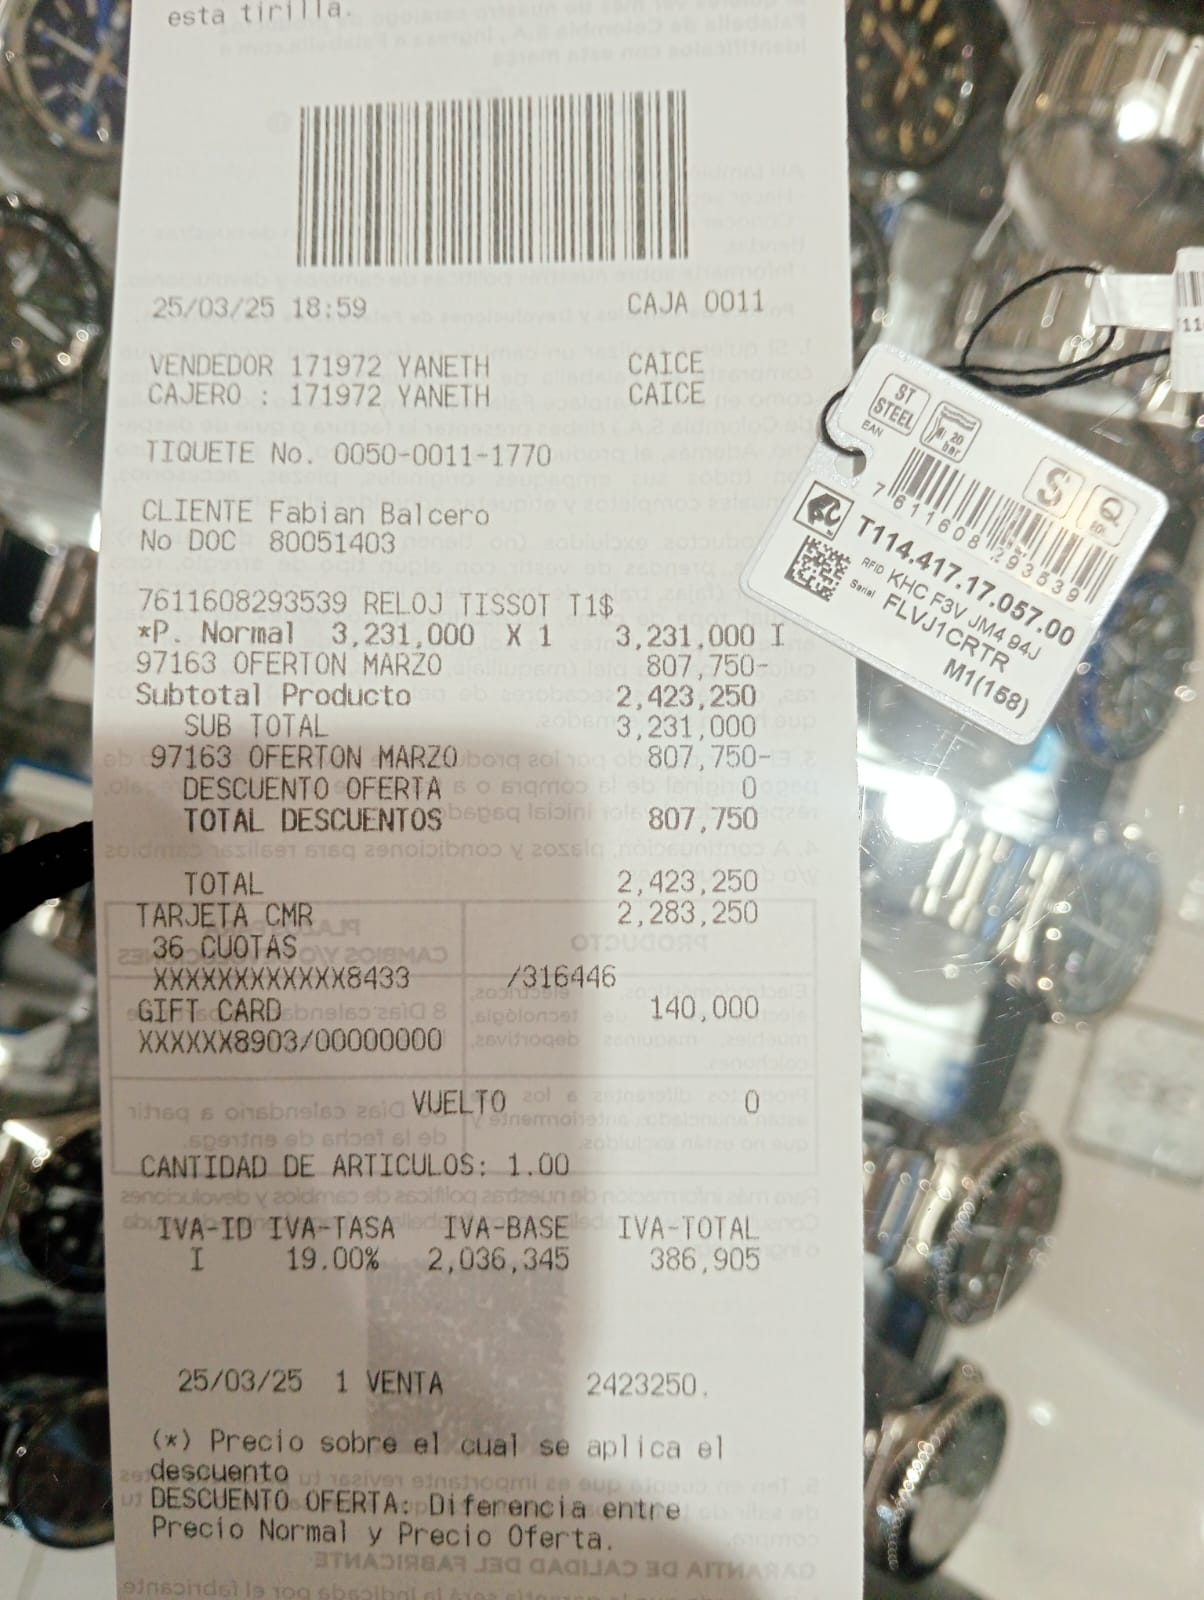 esta tirilla.
25/03/25 18:59 CAJA 0011
VENDEDOR 171972 YANETH CAICE
CAJERO : 171972 YANETH CAICE
TIQUETE No. 0050-0011-1770
CLIENTE Fabian Balcero
No DOC 80051403
7611608293539 RELOJ TISSOT T1$
*P. Normal 3,231,000 X 1 3,231,000 I
97163 OFERTON MARZO 807,750-
Subtotal Producto 2,423,250
SUB TOTAL 3,231,000
97163 OFERTON MARZO 807,750-
DESCUENTO OFERTA 0
TOTAL DESCUENTOS 807,750
TOTAL 2,423,250
TARJETA CMR 2,283,250
36 CUOTAS
XXXXXXXXXXXX8433 /316446
GIFT CARD 140,000
XXXXXX8903/00000000
VUELTO 0
CANTIDAD DE ARTICULOS: 1.00
IVA-ID IVA-TASA IVA-BASE IVA-TOTAL
I 19.00% 2,036,345 386,905
25/03/25 1 VENTA 2423250.
(*) Precio sobre el cual se aplica el
descuento
DESCUENTO OFERTA: Diferencia entre
Precio Normal y Precio Oferta.
ST
STEEL
20
bar
S
Q
EAN
7 611608 293539
T114.417.17.057.00
RFID KHC F3V JM4 94J
Serial FLVJ1CRTR
M1(158)